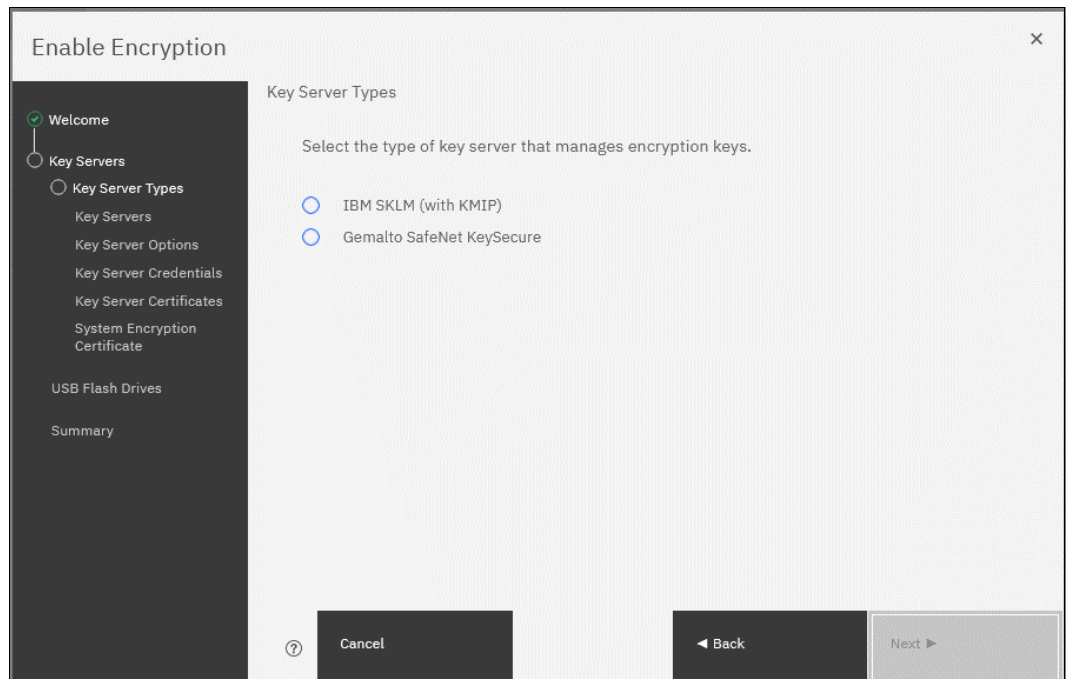 Enable Encryption
×
Welcome
Key Servers
Key Server Types
Key Servers
Key Server Options
Key Server Credentials
Key Server Certificates
System Encryption
Certificate
USB Flash Drives
Summary
Key Server Types
Select the type of key server that manages encryption keys.
IBM SKLM (with KMIP)
Gemalto SafeNet KeySecure
?
Cancel
◄ Back
Next ►